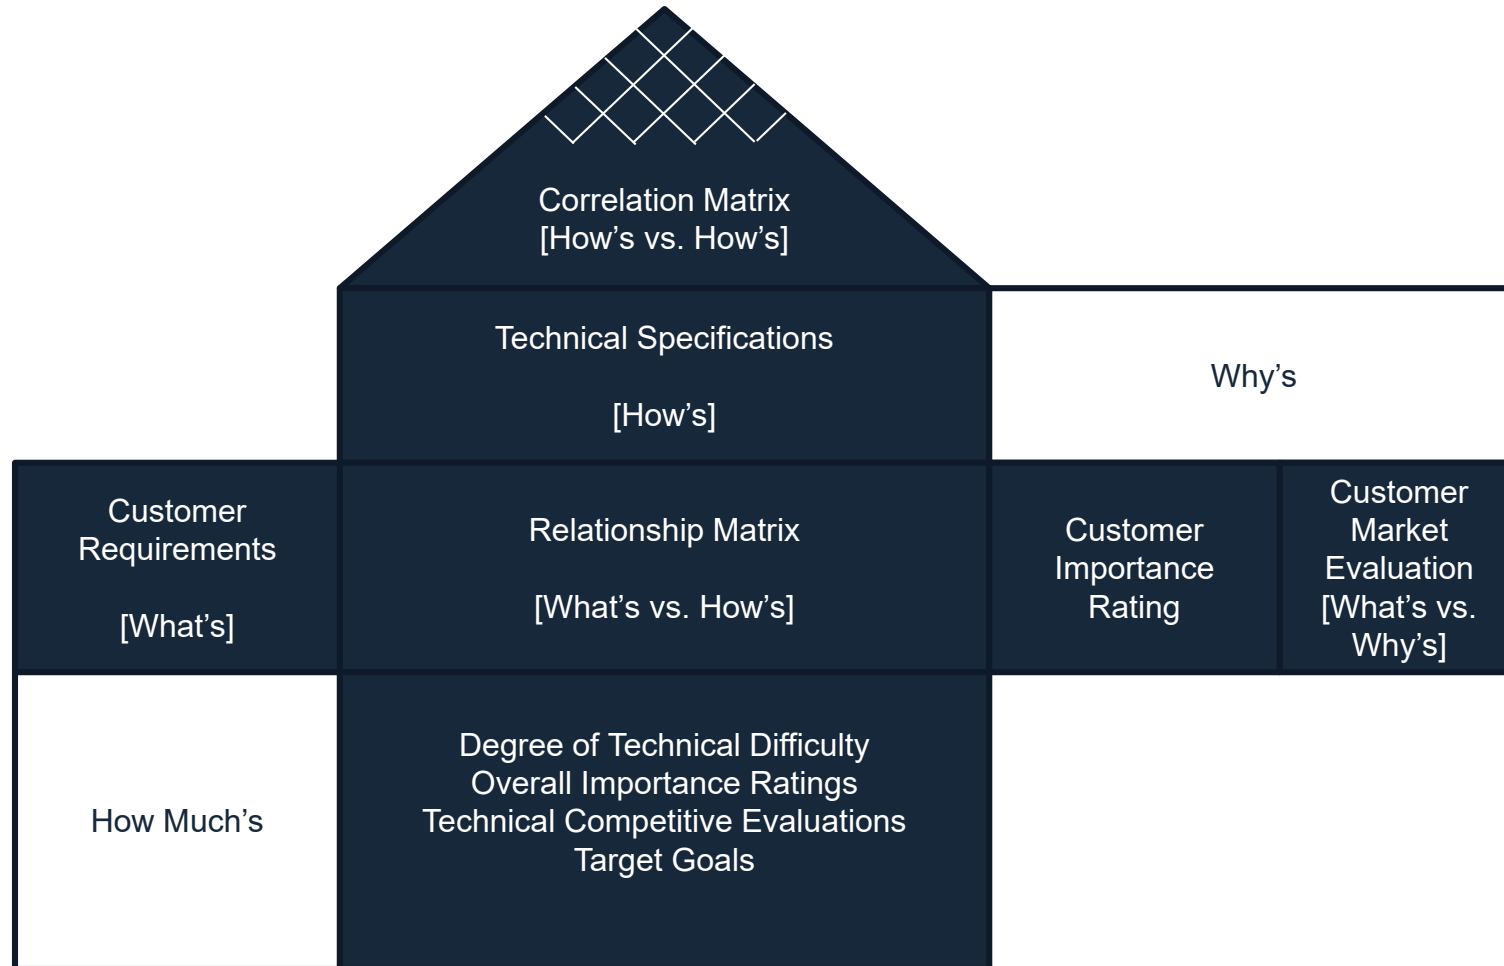 Correlation Matrix
[How’s vs. How’s]
Technical Specifications
[How’s]
Why’s
Customer
Requirements
[What’s]
Relationship Matrix
[What’s vs. How’s]
Customer
Importance
Rating
Customer
Market
Evaluation
[What’s vs.
Why’s]
How Much’s
Degree of Technical Difficulty
Overall Importance Ratings
Technical Competitive Evaluations
Target Goals